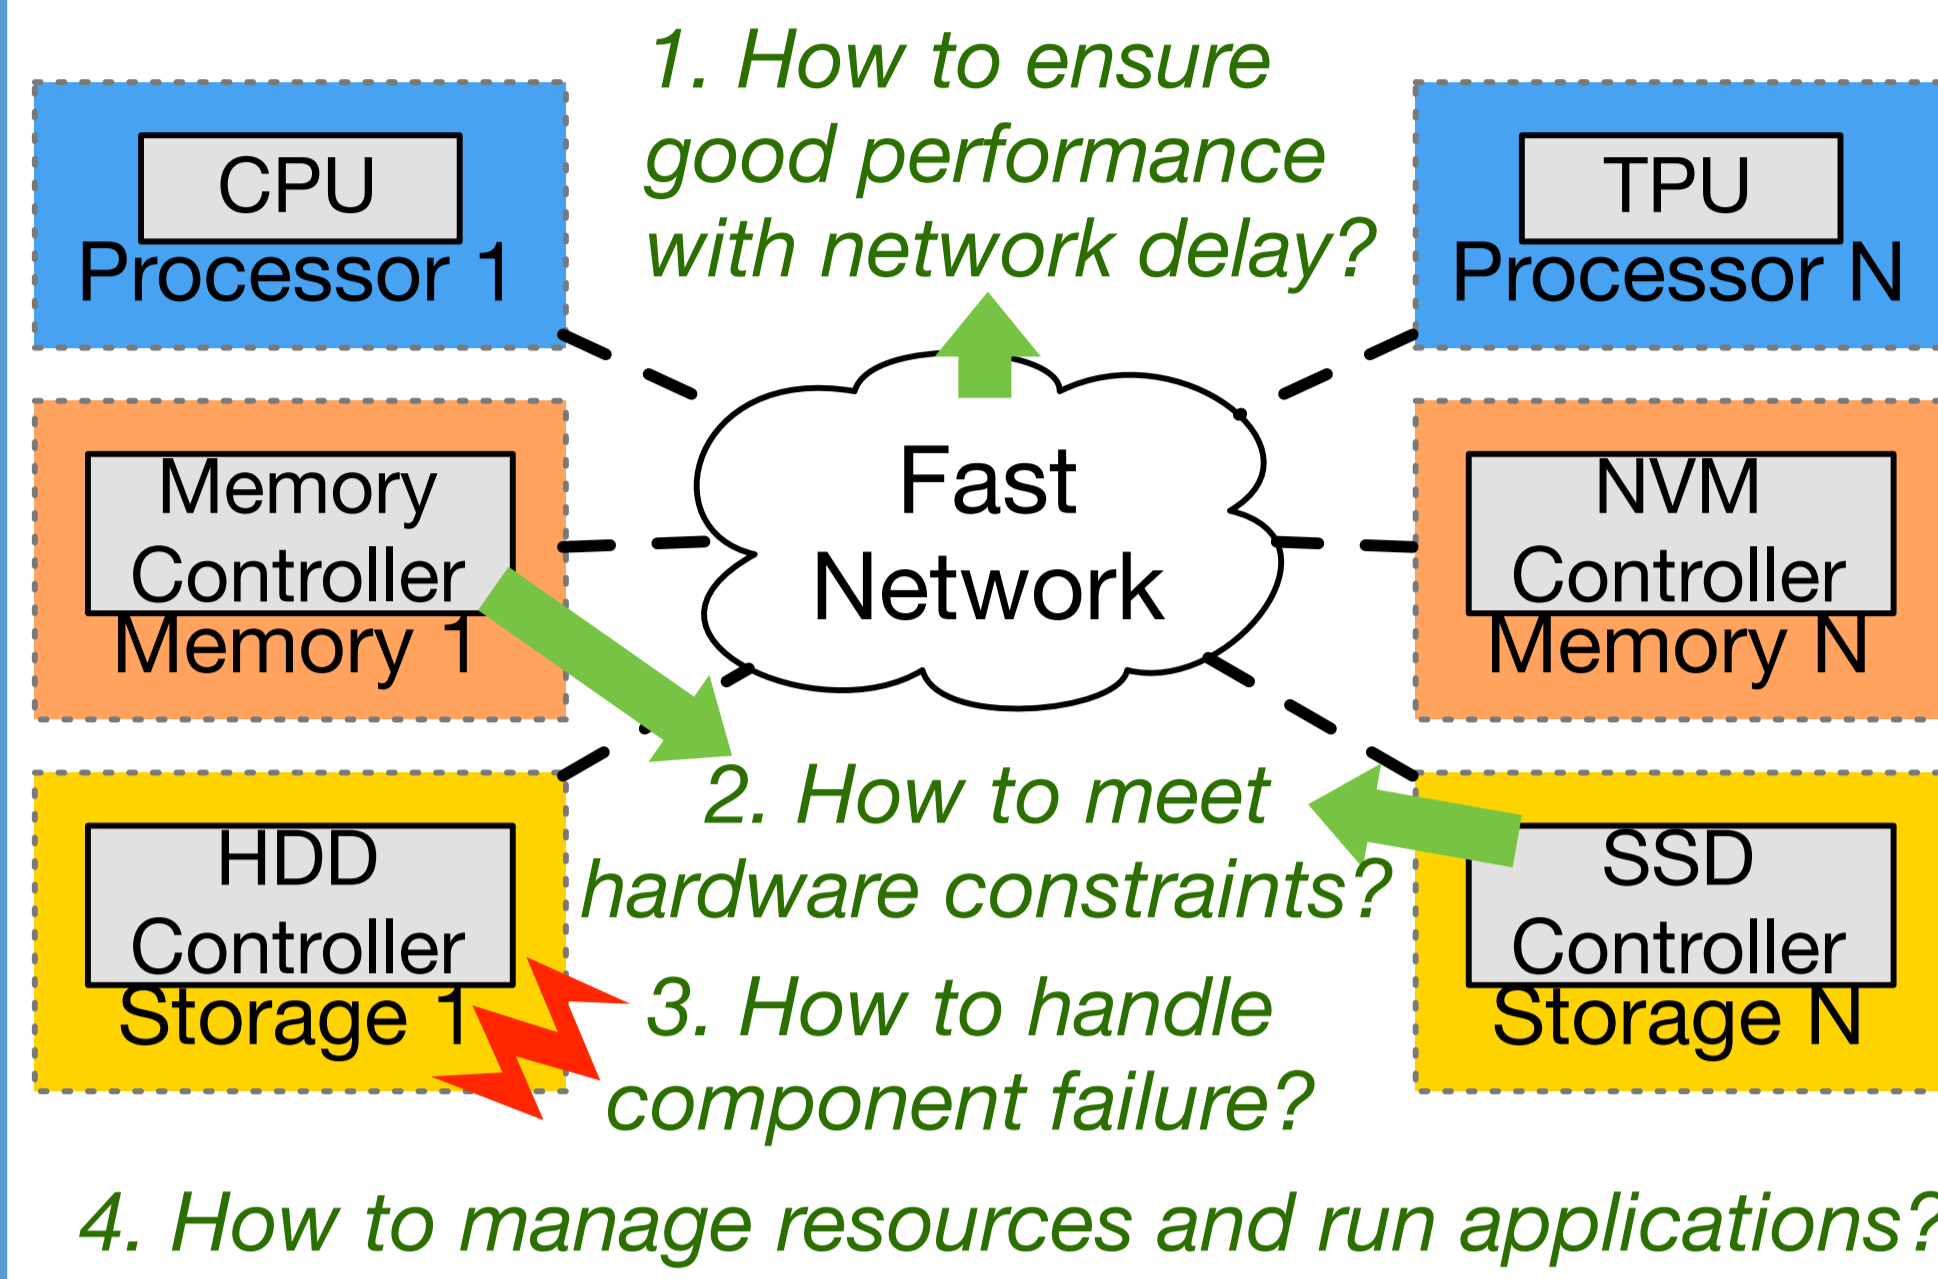 1. How to ensure
good performance
with network delay?
CPU
Processor 1
TPU
Processor N
Memory
Controller
Memory 1
Fast
Network
NVM
Controller
Memory N
2. How to meet
hardware constraints?
HDD
Controller
Storage 1
SSD
Controller
Storage N
3. How to handle
component failure?
4. How to manage resources and run applications?